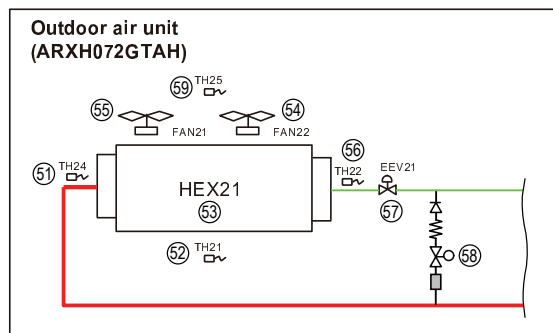 Outdoor air unit
(ARXH072GTAH)
59 TH25
55 54
FAN21 FAN22
56
51 TH24 TH22 EEV21
HEX21
53 57
52 TH21 58